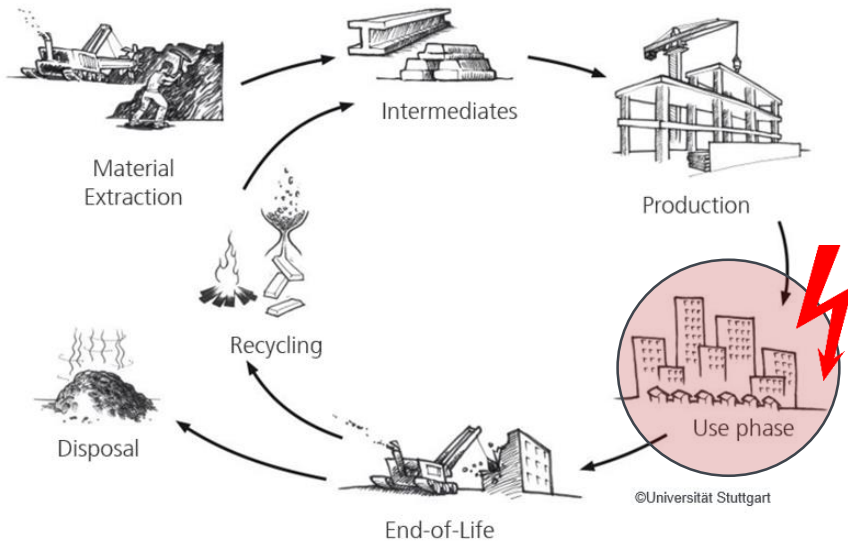 Material
Extraction
Intermediates
Production
Use phase
©Universität Stuttgart
End-of-Life
Disposal
Recycling